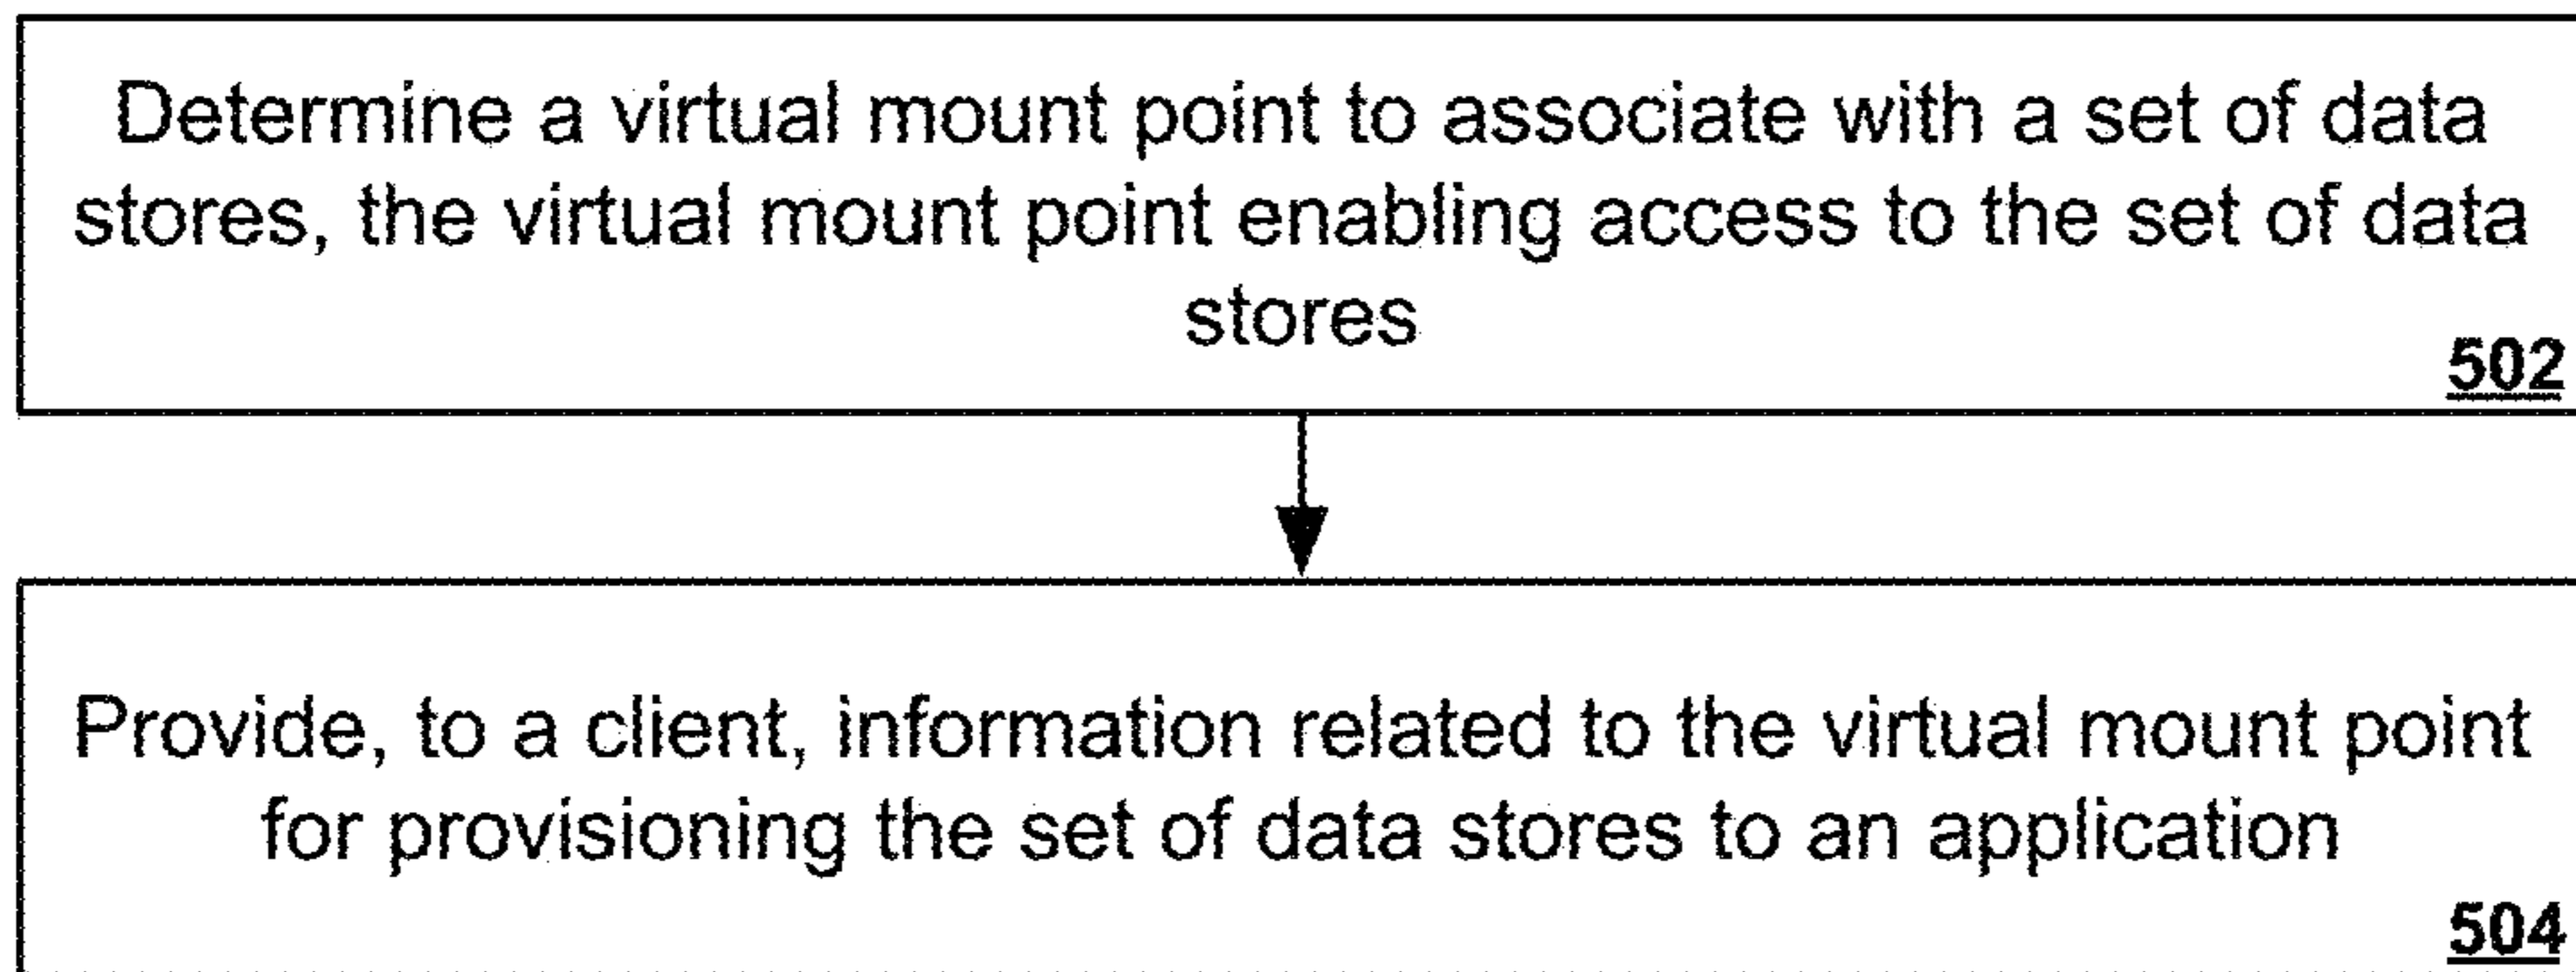 Determine a virtual mount point to associate with a set of data
stores, the virtual mount point enabling access to the set of data
stores
502
Provide, to a client, information related to the virtual mount point
for provisioning the set of data stores to an application
504